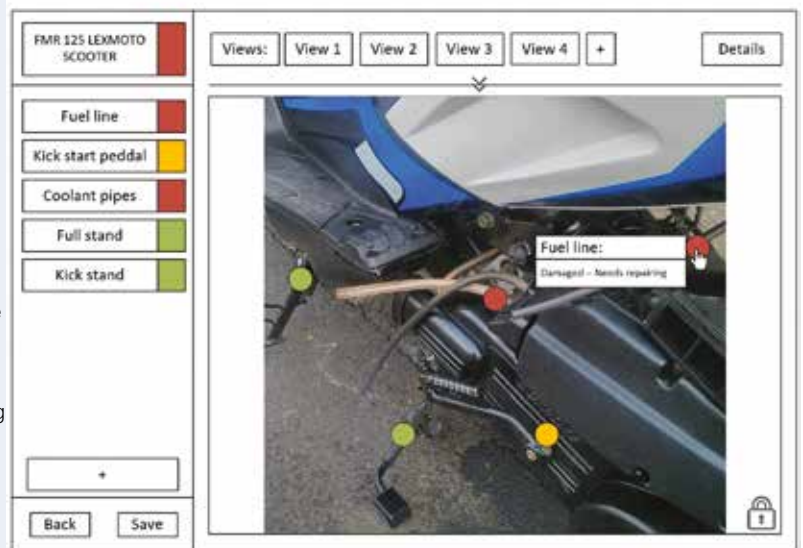 FMR 125 LEXMOTO
SCOOTER
Views:
View 1
View 2
View 3
View 4
+
Details
Fuel line
Kick start peddal
Coolant pipes
Full stand
Kick stand
Fuel line:
Damaged – Needs repairing
+
Back
Save